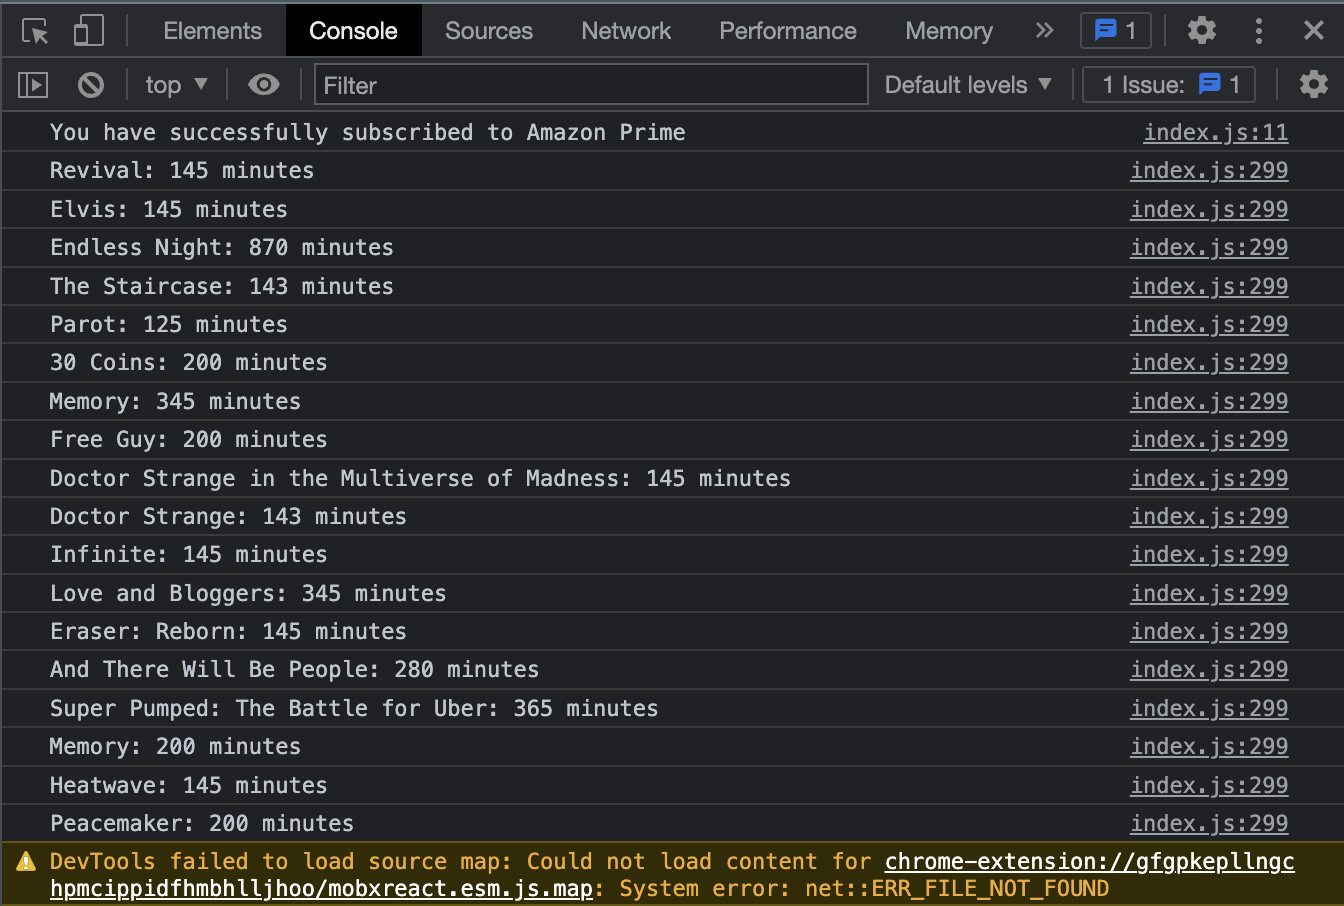 Elements Console Sources Network Performance Memory 1
top Filter Default levels 1 Issue: 1
You have successfully subscribed to Amazon Prime index.js:11
Revival: 145 minutes index.js:299
Elvis: 145 minutes index.js:299
Endless Night: 870 minutes index.js:299
The Staircase: 143 minutes index.js:299
Parot: 125 minutes index.js:299
30 Coins: 200 minutes index.js:299
Memory: 345 minutes index.js:299
Free Guy: 200 minutes index.js:299
Doctor Strange in the Multiverse of Madness: 145 minutes index.js:299
Doctor Strange: 143 minutes index.js:299
Infinite: 145 minutes index.js:299
Love and Bloggers: 345 minutes index.js:299
Eraser: Reborn: 145 minutes index.js:299
And There Will Be People: 280 minutes index.js:299
Super Pumped: The Battle for Uber: 365 minutes index.js:299
Memory: 200 minutes index.js:299
Heatwave: 145 minutes index.js:299
Peacemaker: 200 minutes index.js:299
DevTools failed to load source map: Could not load content for chrome-extension://gfgpkepllngc
hpmcippidfhmbhlljhoo/mobxreact.esm.js.map: System error: net::ERR_FILE_NOT_FOUND